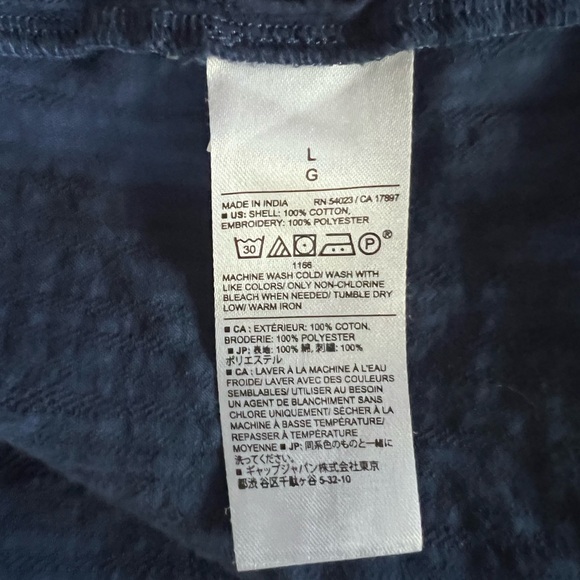 L
G
MADE IN INDIA RN 54023 / CA 17897
■ US: SHELL: 100% COTTON,
EMBROIDERY: 100% POLYESTER
30 P®
1166
MACHINE WASH COLD/ WASH WITH
LIKE COLORS/ ONLY NON-CHLORINE
BLEACH WHEN NEEDED/ TUMBLE DRY
LOW/ WARM IRON
■ CA : EXTÉRIEUR: 100% COTON,
BRODERIE: 100% POLYESTER
■ JP: 表地: 100% 綿, 刺繍: 100%
ポリエステル
■ CA : LAVER À LA MACHINE À L'EAU
FROIDE/ LAVER AVEC DES COULEURS
SEMBLABLES/ UTILISER AU BESOIN
UN AGENT DE BLANCHIMENT SANS
CHLORE UNIQUEMENT/ SÉCHER À LA
MACHINE À BASSE TEMPÉRATURE/
REPASSER À TEMPÉRATURE
MOYENNE ■ JP: 同系色のものと一緒に
洗ってください。
■ ギャップジャパン株式会社東京
都渋谷区千駄ヶ谷 5-32-10